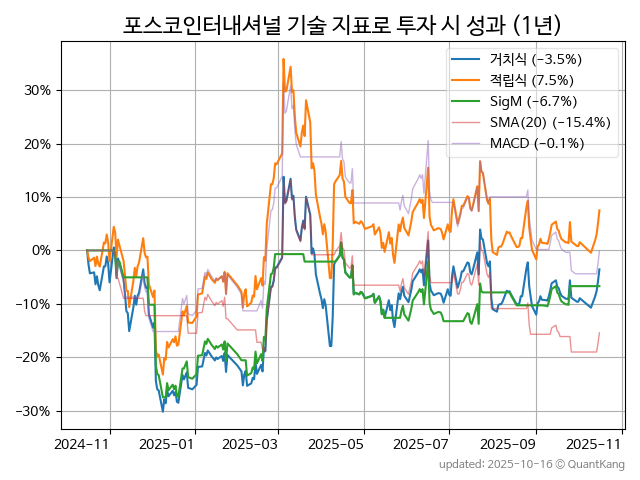 포스코인터내셔널 기술 지표로 투자 시 성과 (1년)
거치식 (−3.5%)
적립식 (7.5%)
SigM (−6.7%)
SMA(20) (−15.4%)
MACD (−0.1%)
30%
20%
10%
0%
−10%
−20%
−30%
2024-11
2025-01
2025-03
2025-05
2025-07
2025-09
2025-11
updated: 2025-10-16 © QuantKang